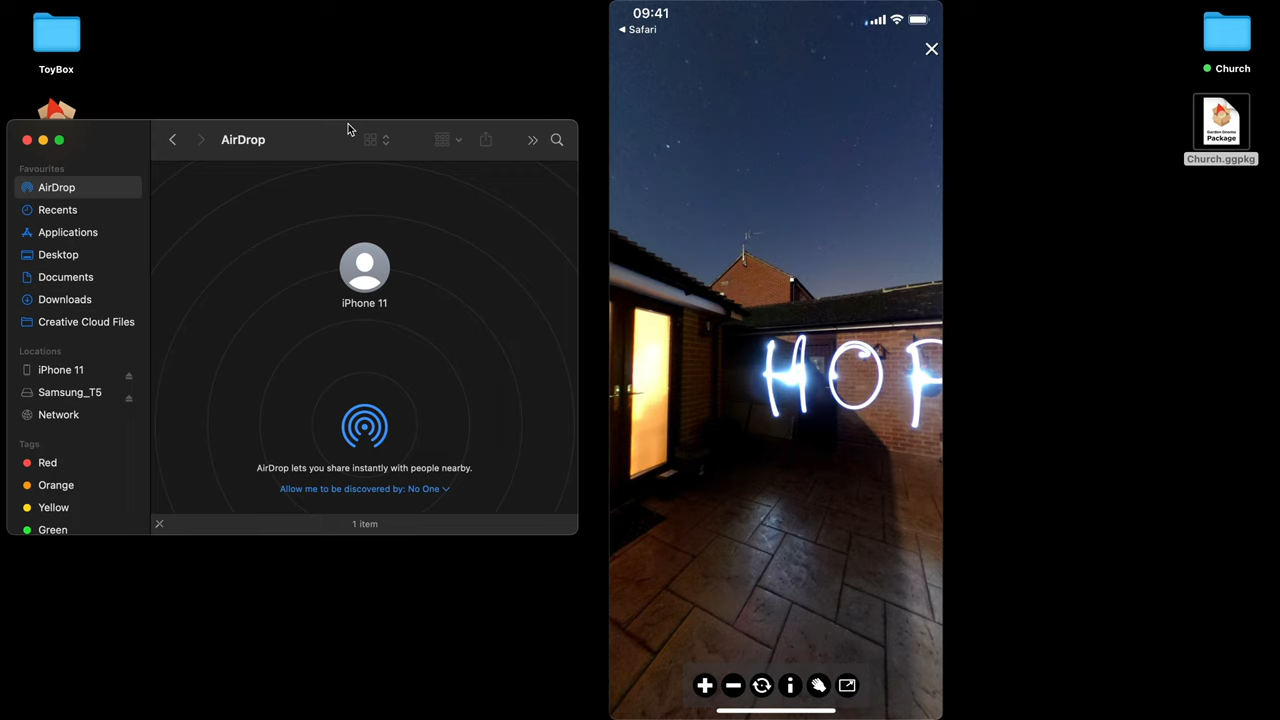 ToyBox
AirDrop
Favourites
AirDrop
Recents
Applications
Desktop
Documents
Downloads
Creative Cloud Files
Locations
iPhone 11
Samsung_T5
Network
Tags
Red
Orange
Yellow
Green
iPhone 11
AirDrop lets you share instantly with people nearby.
Allow me to be discovered by: No One
1 item
09:41
Safari
HOP
Church
Garden Gnome
Package
Church.ggpkg